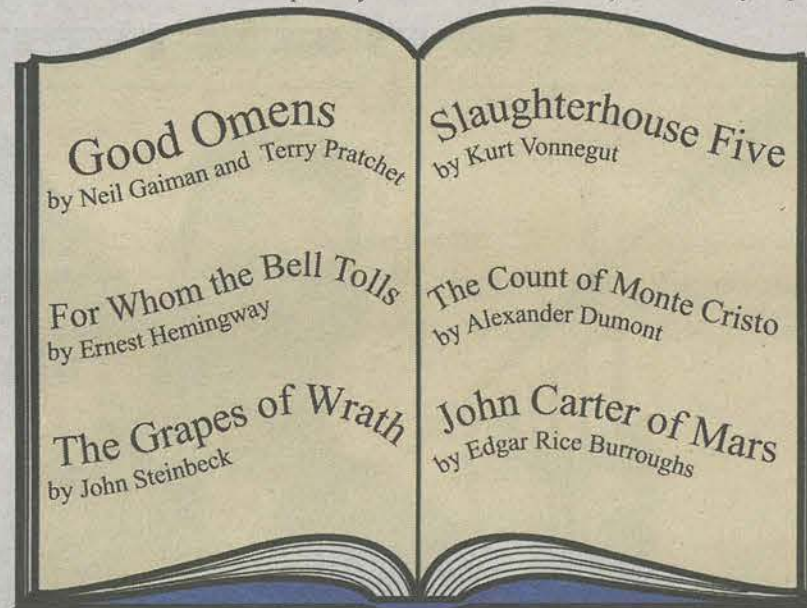 Good Omens
by Neil Gaiman and Terry Pratchet
For Whom the Bell Tolls
by Ernest Hemingway
The Grapes of Wrath
by John Steinbeck
Slaughterhouse Five
by Kurt Vonnegut
The Count of Monte Cristo
by Alexander Dumont
John Carter of Mars
by Edgar Rice Burroughs